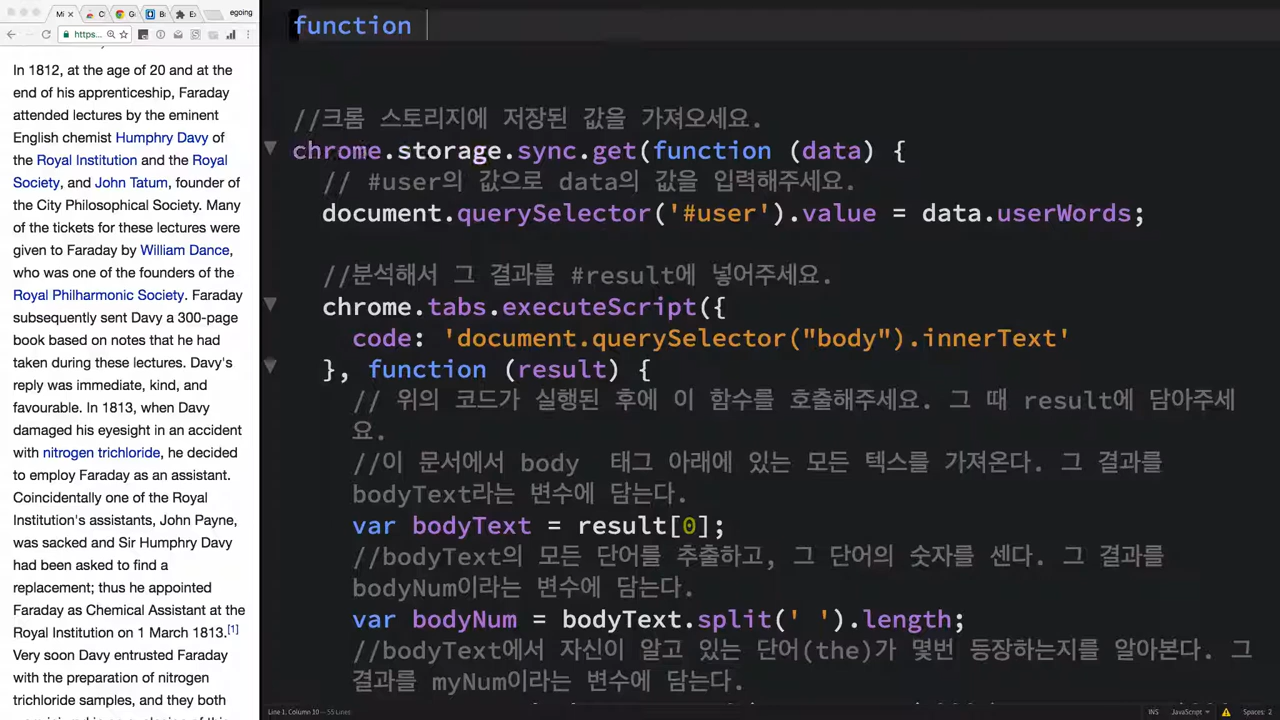 Mi
C
G
B
E
egoing
https...
In 1812, at the age of 20 and at the
end of his apprenticeship, Faraday
attended lectures by the eminent
English chemist Humphry Davy of
the Royal Institution and the Royal
Society, and John Tatum, founder of
the City Philosophical Society. Many
of the tickets for these lectures were
given to Faraday by William Dance,
who was one of the founders of the
Royal Philharmonic Society. Faraday
subsequently sent Davy a 300-page
book based on notes that he had
taken during these lectures. Davy's
reply was immediate, kind, and
favourable. In 1813, when Davy
damaged his eyesight in an accident
with nitrogen trichloride, he decided
to employ Faraday as an assistant.
Coincidentally one of the Royal
Institution's assistants, John Payne,
was sacked and Sir Humphry Davy
had been asked to find a
replacement; thus he appointed
Faraday as Chemical Assistant at the
Royal Institution on 1 March 1813.[1]
Very soon Davy entrusted Faraday
with the preparation of nitrogen
trichloride samples, and they both
function
//크롬 스토리지에 저장된 값을 가져오세요.
chrome.storage.sync.get(function (data) {
// #user의 값으로 data의 값을 입력해주세요.
document.querySelector('#user').value = data.userWords;
//분석해서 그 결과를 #result에 넣어주세요.
chrome.tabs.executeScript({
code: 'document.querySelector("body").innerText'
}, function (result) {
// 위의 코드가 실행된 후에 이 함수를 호출해주세요. 그 때 result에 담아주세
요.
//이 문서에서 body 태그 아래에 있는 모든 텍스를 가져온다. 그 결과를
bodyText라는 변수에 담는다.
var bodyText = result[0];
//bodyText의 모든 단어를 추출하고, 그 단어의 숫자를 센다. 그 결과를
bodyNum이라는 변수에 담는다.
var bodyNum = bodyText.split(' ').length;
//bodyText에서 자신이 알고 있는 단어(the)가 몇번 등장하는지를 알아본다. 그
결과를 myNum이라는 변수에 담는다.
Line 1, Column 10 — 55 Lines
INS
JavaScript
Spaces: 2